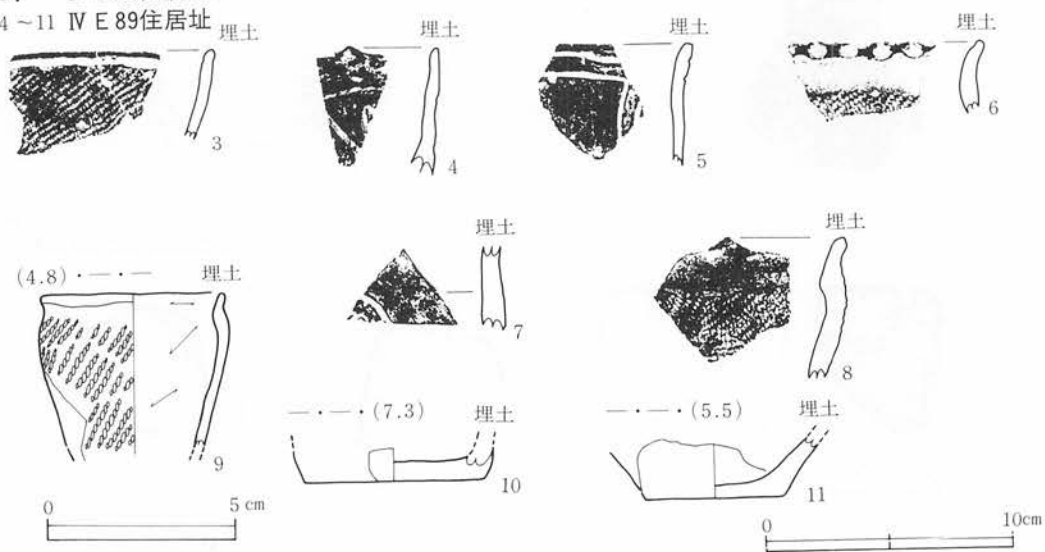 4～11 Ⅳ E 89住居址
埋土
3
埋土
4
埋土
5
埋土
6
埋土
7
埋土
8
(4.8)・―・―
埋土
9
―・―・(7.3)
埋土
10
―・―・(5.5)
埋土
11
0 5 cm
0 10cm